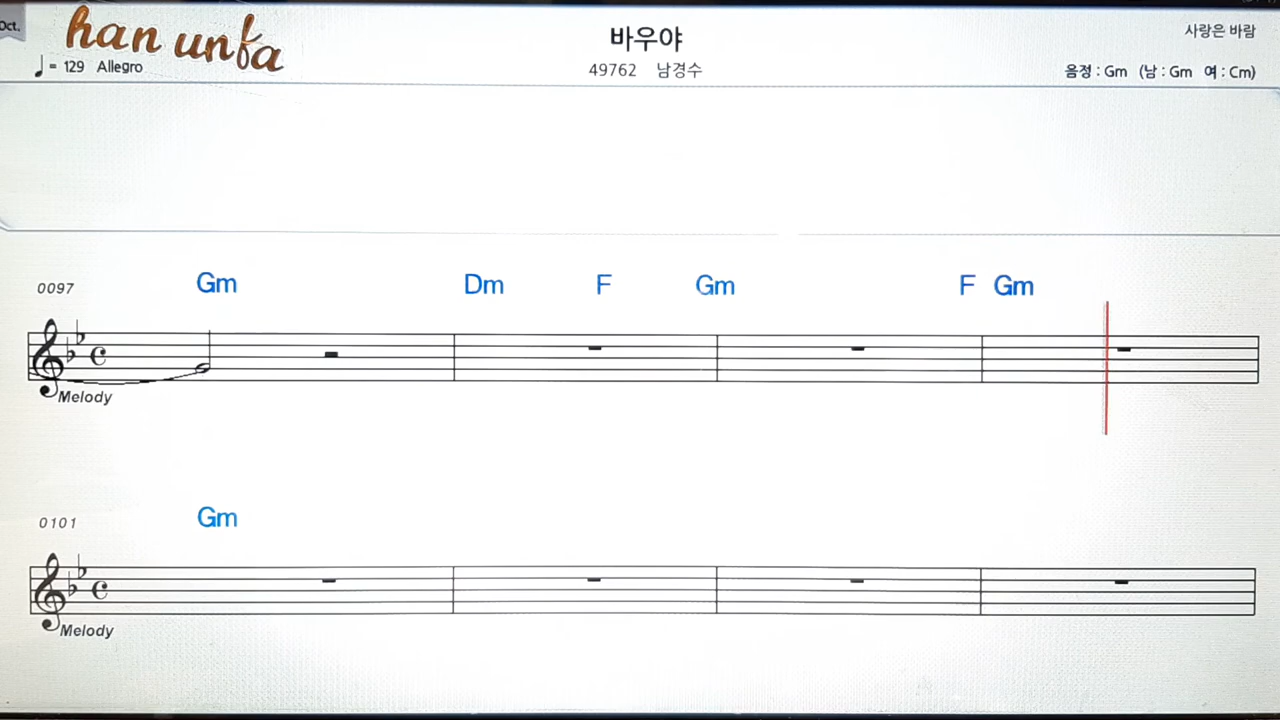 Oct.
han unfa
바우야
사랑은 바람
♩ = 129 Allegro
49762 남경수
음정 : Gm (남 : Gm 여 : Cm)
0097 Gm Dm F Gm F Gm
Melody
0101 Gm
Melody